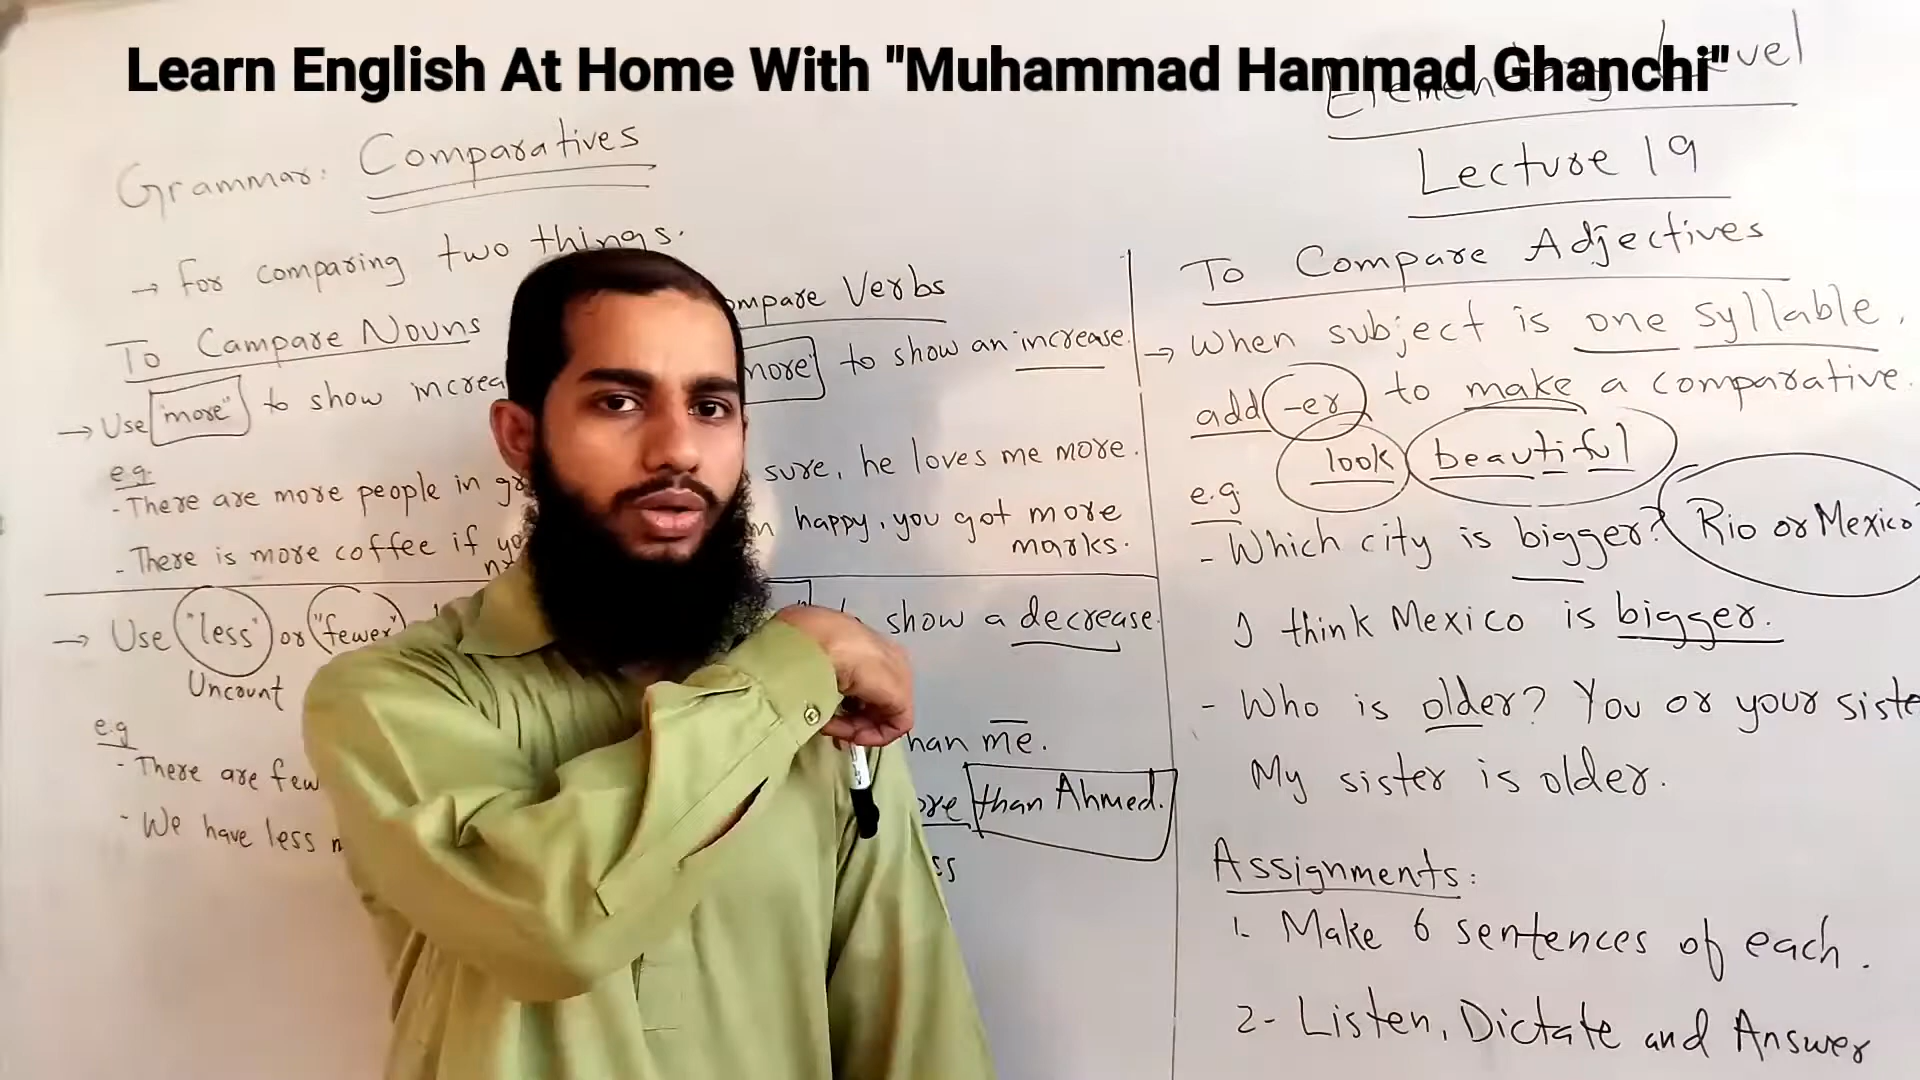 Learn English At Home With "Muhammad Hammad Ghanchi"
Elementary Level
Lecture 19
Grammar: Comparatives
→ For comparing two things.
To Campare Nouns
→ Use "more" to show
e.g.
- There are more people in
- There is more coffee if
→ Use "less" or "fewer"
Uncount
e.g
- There are
- We have less
Verbs
to show an increase.
sure, he loves me more.
happy, you got more
marks.
show a decrease.
me.
than Ahmed.
To Compare Adjectives
→ When subject is one syllable,
add -er to make a comparative.
look beautiful
e.g
- Which city is bigger? Rio or Mexico
I think Mexico is bigger.
- Who is older? You or your
My sister is older.
Assignments:
1. Make 6 sentences of each.
2- Listen, Dictate and Answer